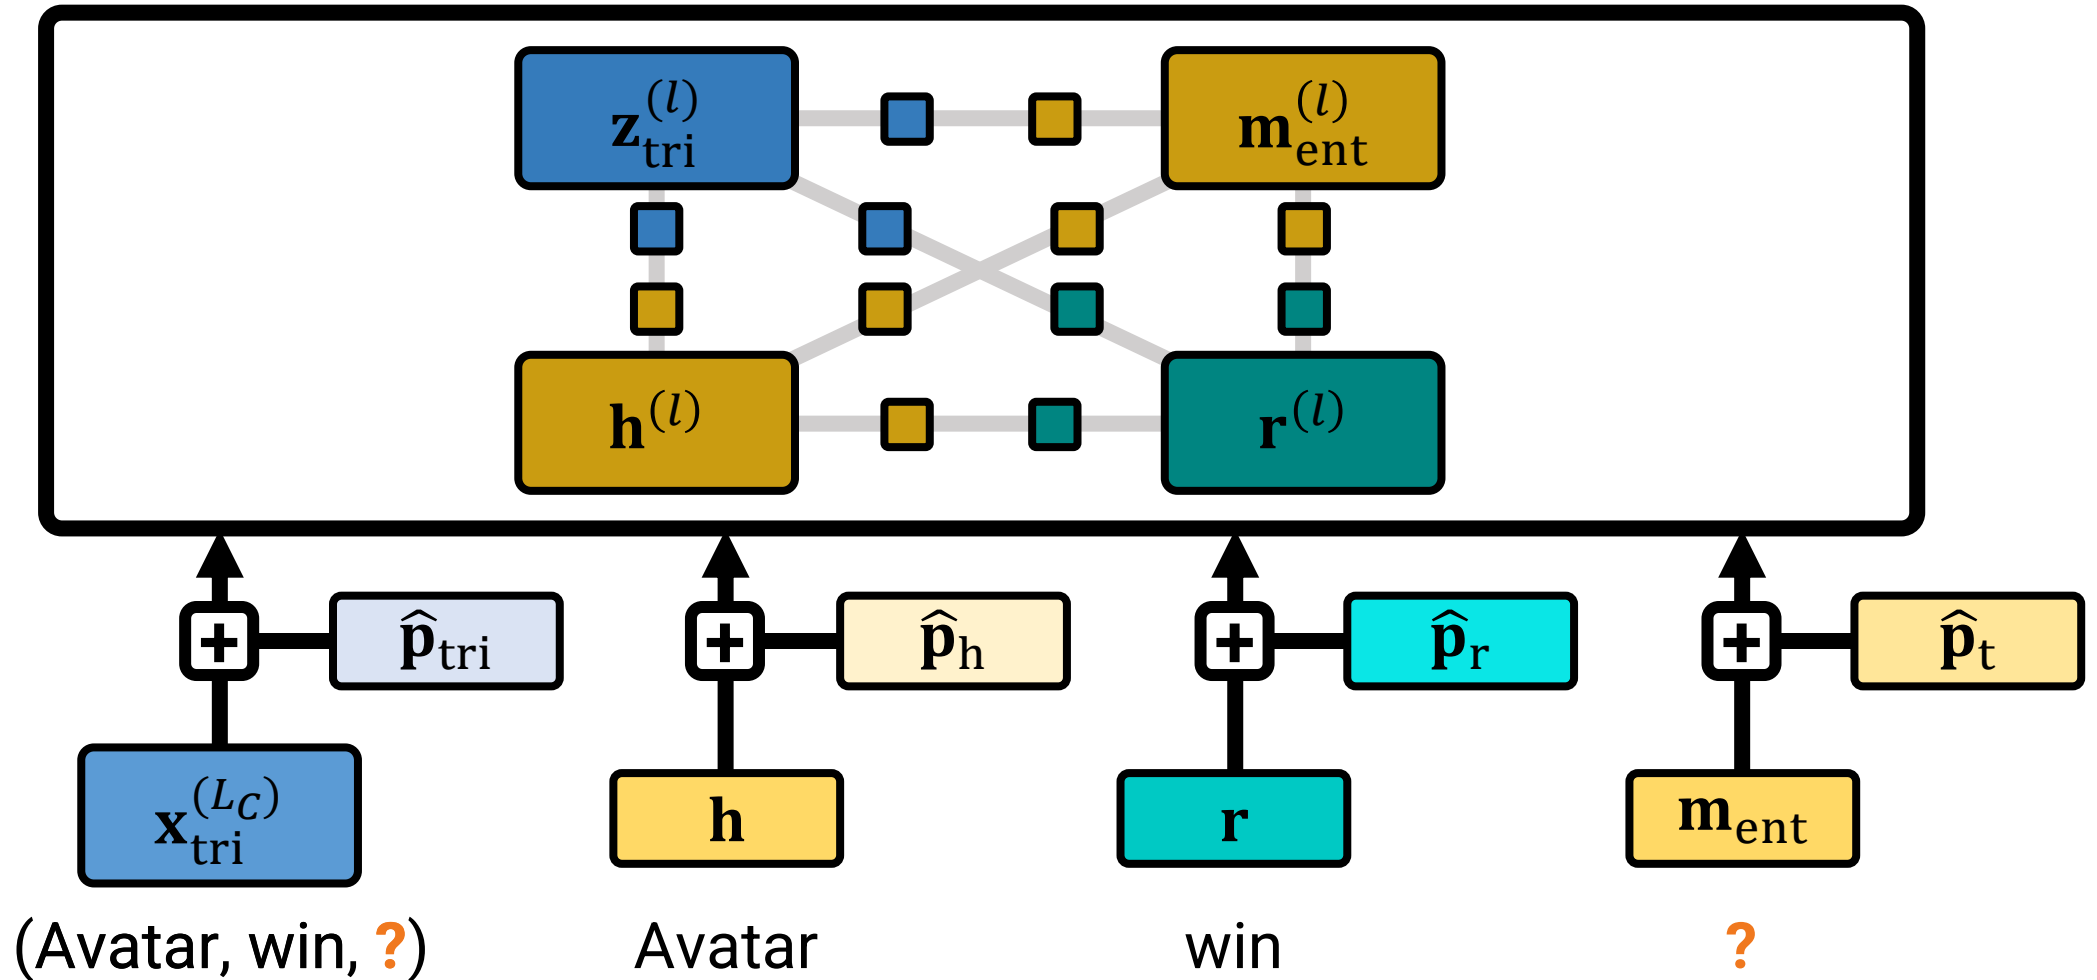 z_tri^(l) m_ent^(l)
h^(l) r^(l)
+ p̂_tri + p̂_h + p̂_r + p̂_t
x_tri^(L_C) h r m_ent
(Avatar, win, ?) Avatar win ?